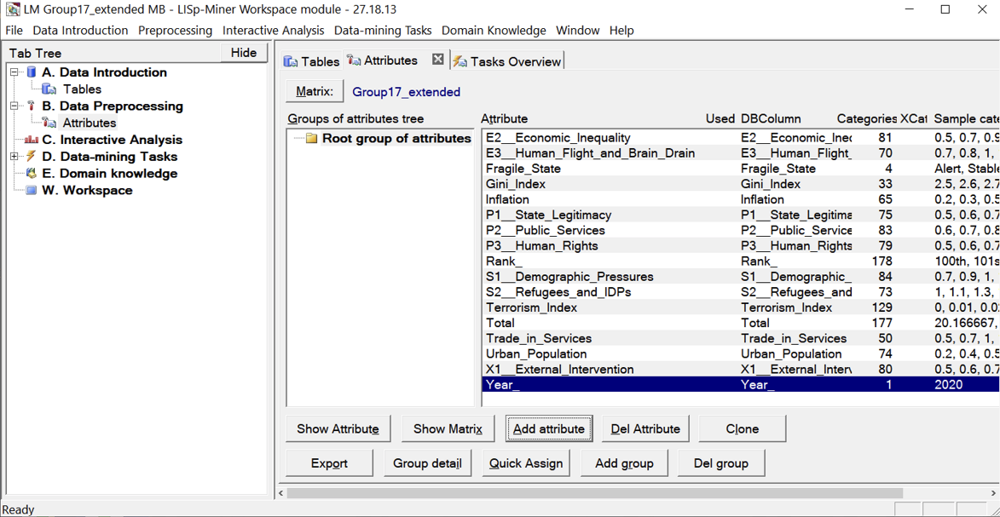 LM Group17_extended MB - LISp-Miner Workspace module - 27.18.13
File Data Introduction Preprocessing Interactive Analysis Data-mining Tasks Domain Knowledge Window Help
Tab Tree Hide
A. Data Introduction
Tables
B. Data Preprocessing
Attributes
C. Interactive Analysis
D. Data-mining Tasks
E. Domain knowledge
W. Workspace
Tables Attributes Tasks Overview
Matrix: Group17_extended
Groups of attributes tree
Root group of attributes
Attribute Used DBColumn Categories XCat Sample cate
E2__Economic_Inequality E2__Economic_Ineq 81 0.5, 0.7, 0.9
E3__Human_Flight_and_Brain_Drain E3__Human_Flight_ 70 0.7, 0.8, 1,
Fragile_State Fragile_State 4 Alert, Stable
Gini_Index Gini_Index 33 2.5, 2.6, 2.7
Inflation Inflation 65 0.2, 0.3, 0.5
P1__State_Legitimacy P1__State_Legitima 75 0.5, 0.6, 0.7
P2__Public_Services P2__Public_Service 83 0.6, 0.7, 0.8
P3__Human_Rights P3__Human_Rights 79 0.5, 0.6, 0.7
Rank_ Rank_ 178 100th, 101s
S1__Demographic_Pressures S1__Demographic_ 84 0.7, 0.9, 1,
S2__Refugees_and_IDPs S2__Refugees_and 73 1, 1.1, 1.3,
Terrorism_Index Terrorism_Index 129 0, 0.01, 0.02
Total Total 177 20.166667,
Trade_in_Services Trade_in_Services 50 0.5, 0.7, 1,
Urban_Population Urban_Population 74 0.2, 0.4, 0.5
X1__External_Intervention X1__External_Interv 80 0.5, 0.6, 0.7
Year_ Year_ 1 2020
Show Attribute Show Matrix Add attribute Del Attribute Clone
Export Group detail Quick Assign Add group Del group
Ready